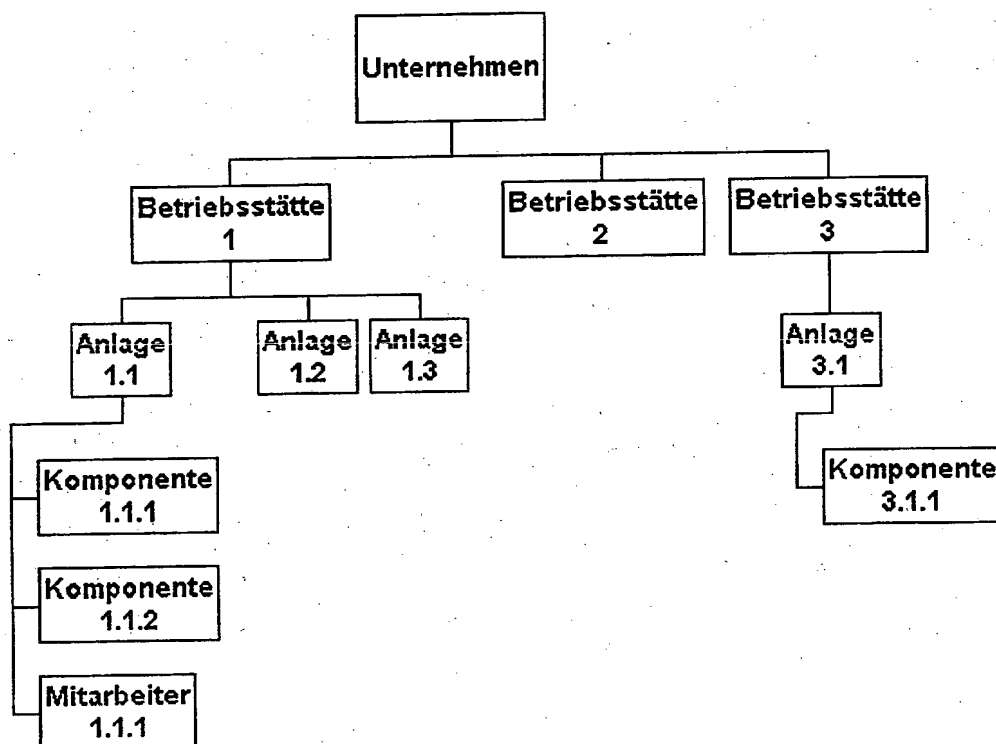 Unternehmen
Betriebsstätte
1
Betriebsstätte
2
Betriebsstätte
3
Anlage
1.1
Anlage
1.2
Anlage
1.3
Anlage
3.1
Komponente
1.1.1
Komponente
3.1.1
Komponente
1.1.2
Mitarbeiter
1.1.1